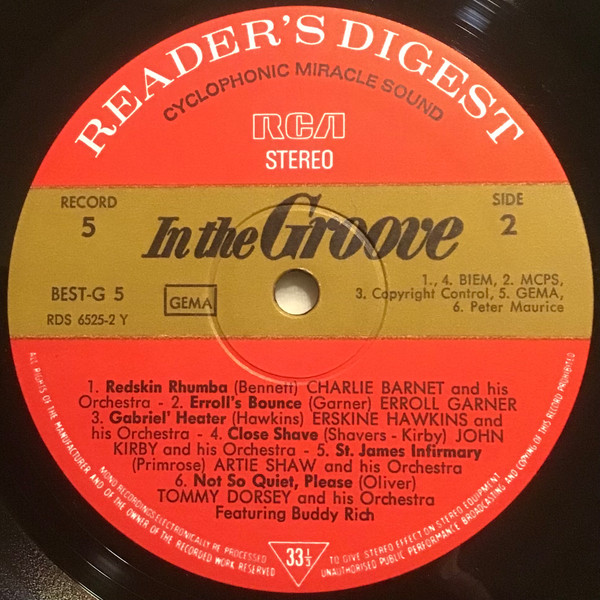 READER'S DIGEST
CYCLOPHONIC MIRACLE SOUND
RCA
STEREO
RECORD
5
In the Groove
SIDE
2
BEST-G 5
RDS 6525-2 Y
GEMA
1., 4. BIEM, 2. MCPS,
3. Copyright Control, 5. GEMA,
6. Peter Maurice
1. Redskin Rhumba (Bennett) CHARLIE BARNET and his
Orchestra - 2. Erroll's Bounce (Garner) ERROLL GARNER
3. Gabriel' Heater (Hawkins) ERSKINE HAWKINS and
his Orchestra - 4. Close Shave (Shavers - Kirby) JOHN
KIRBY and his Orchestra - 5. St. James Infirmary
(Primrose) ARTIE SHAW and his Orchestra
6. Not So Quiet, Please (Oliver)
TOMMY DORSEY and his Orchestra
Featuring Buddy Rich
ALL RIGHTS OF THE MANUFACTURER AND OF THE OWNER OF THE RECORDED WORK RESERVED
MONO RECORDINGS ELECTRONICALLY RE-PROCESSED
33 1/3
TO GIVE STEREO EFFECT ON STEREO EQUIPMENT.
UNAUTHORISED PUBLIC PERFORMANCE BROADCASTING AND COPYING OF THIS RECORD PROHIBITED